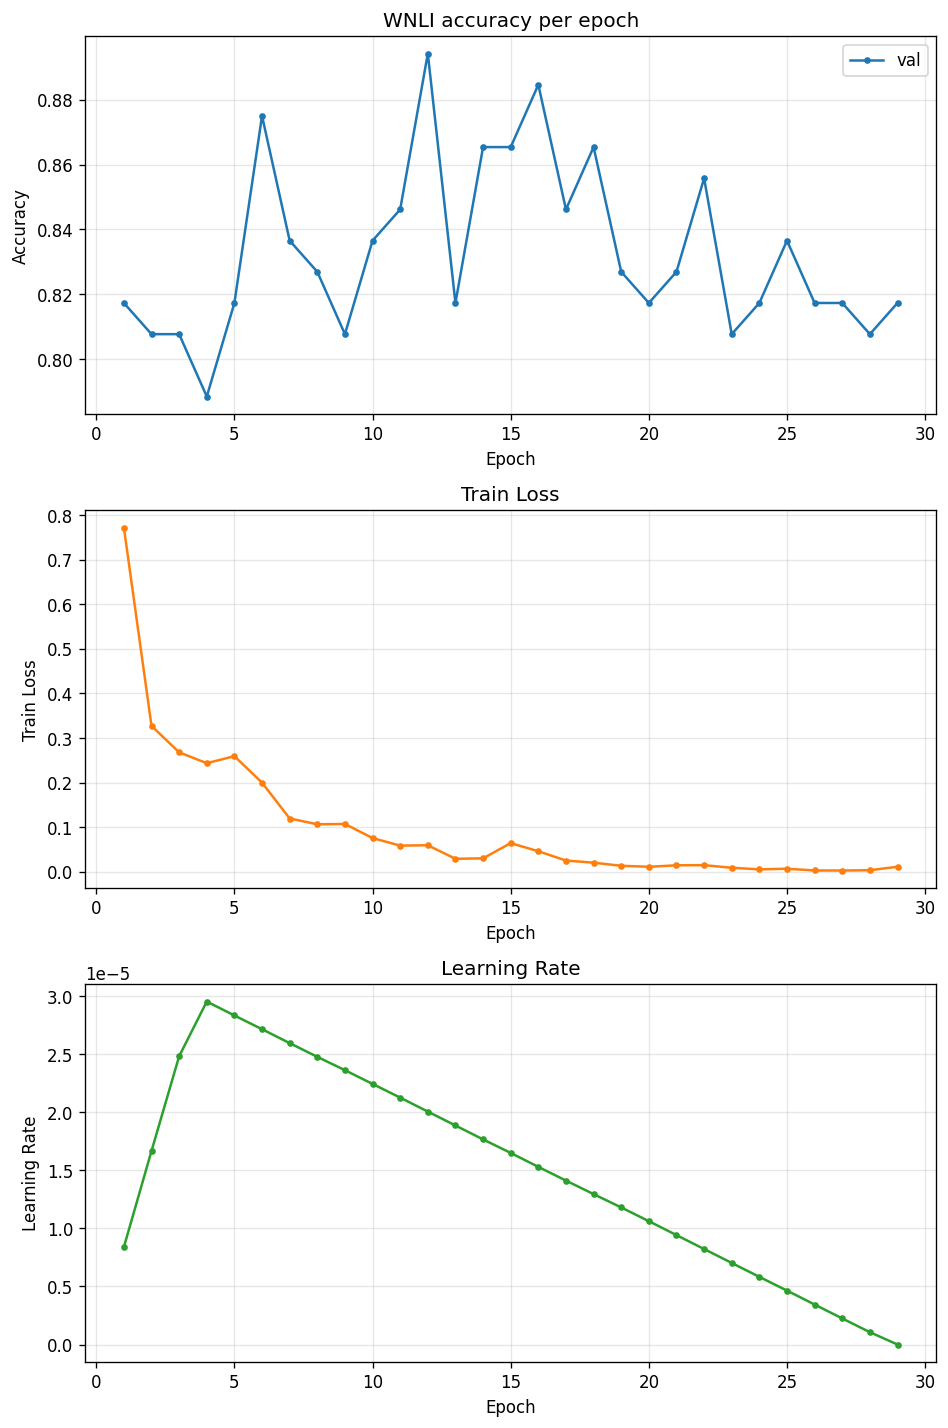 WNLI accuracy per epoch
val
Accuracy
0.88
0.86
0.84
0.82
0.80
0 5 10 15 20 25 30
Epoch
Train Loss
Train Loss
0.8
0.7
0.6
0.5
0.4
0.3
0.2
0.1
0.0
0 5 10 15 20 25 30
Epoch
Learning Rate
1e−5
Learning Rate
3.0
2.5
2.0
1.5
1.0
0.5
0.0
0 5 10 15 20 25 30
Epoch